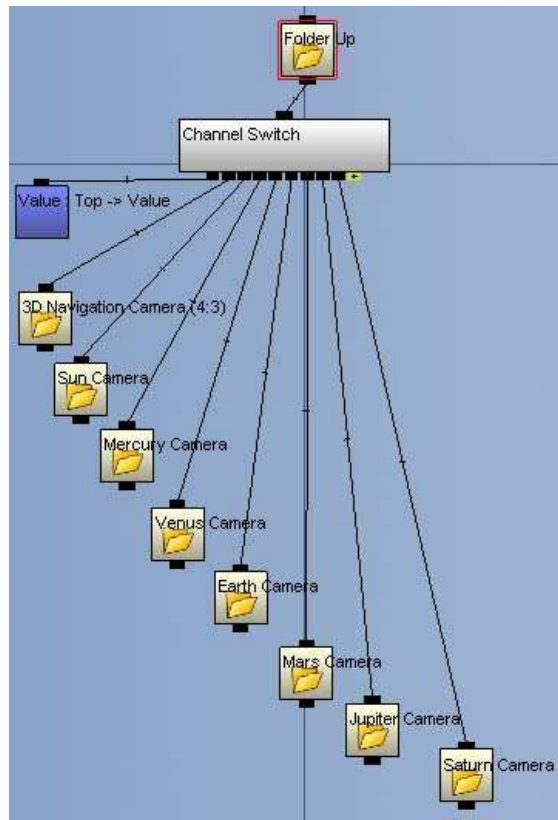 Folder Up
Channel Switch
Value : Top -> Value
3D Navigation Camera (4:3)
Sun Camera
Mercury Camera
Venus Camera
Earth Camera
Mars Camera
Jupiter Camera
Saturn Camera